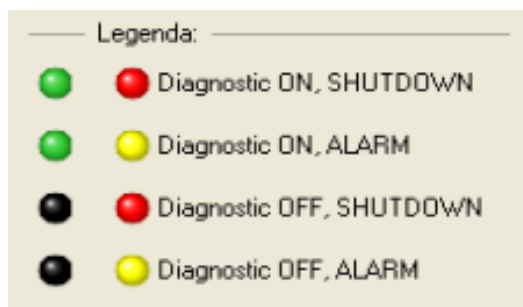 Legenda:
Diagnostic ON, SHUTDOWN
Diagnostic ON, ALARM
Diagnostic OFF, SHUTDOWN
Diagnostic OFF, ALARM